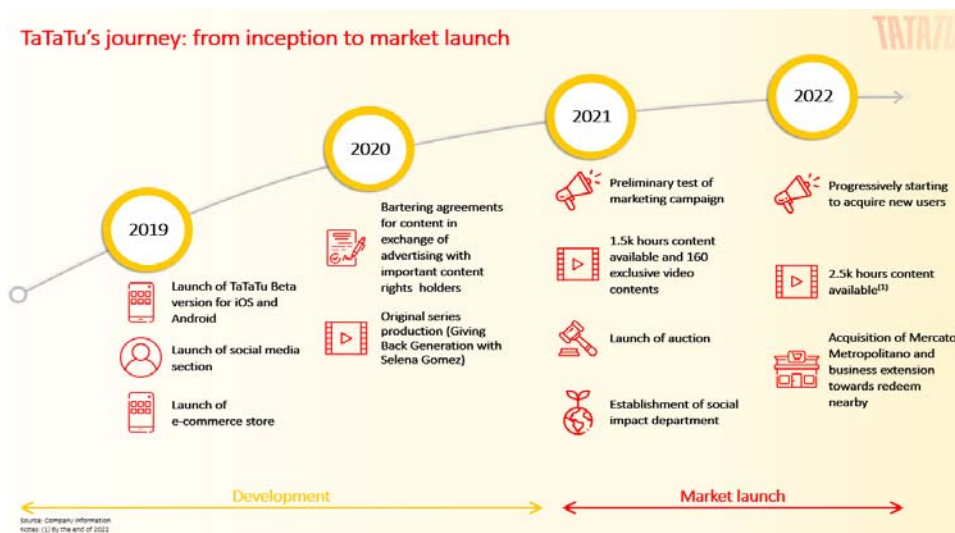 TaTaTu's journey: from inception to market launch
TATATU
2019
Launch of TaTaTu Beta
version for iOS and
Android
Launch of social media
section
Launch of
e-commerce store
2020
Bartering agreements
for content in
exchange of
advertising with
important content
rights holders
Original series
production (Giving
Back Generation with
Selena Gomez)
2021
Preliminary test of
marketing campaign
1.5k hours content
available and 160
exclusive video
contents
Launch of auction
Establishment of social
impact department
2022
Progressively starting
to acquire new users
2.5k hours content
available(1)
Acquisition of Mercato
Metropolitano and
business extension
towards redeem
nearby
Development
Market launch
Source: Company information
Notes: (1) By the end of 2022